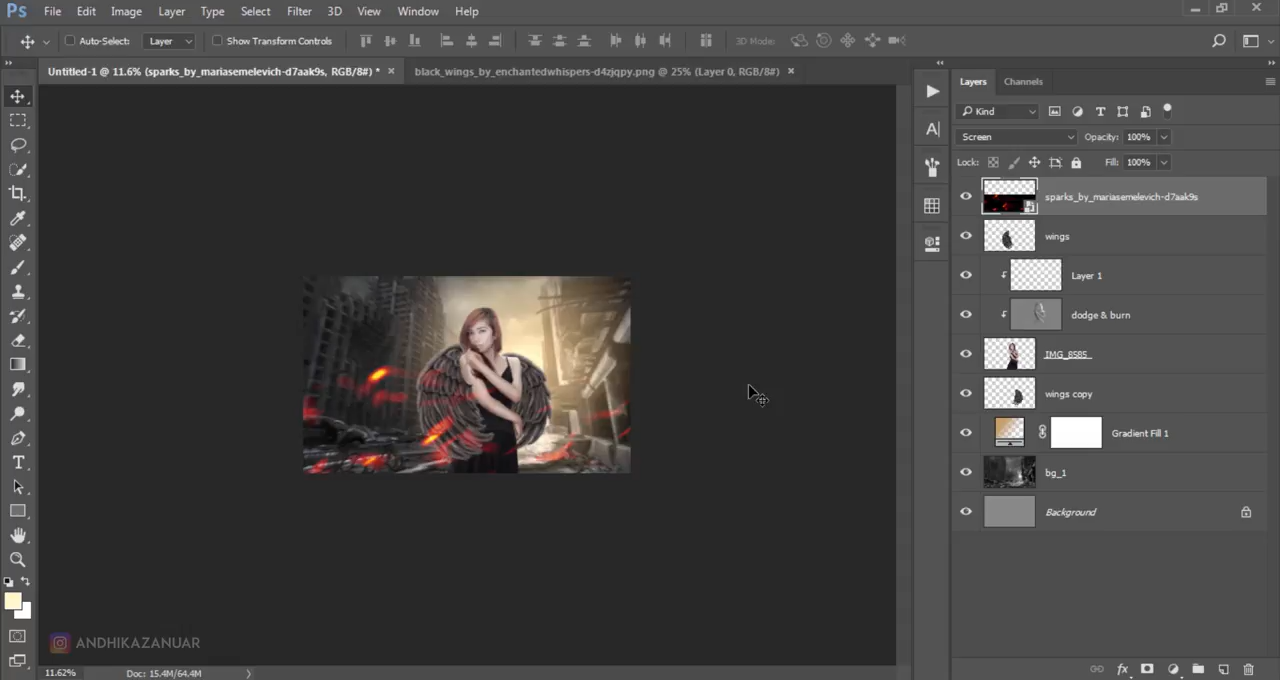 Ps File Edit Image Layer Type Select Filter 3D View Window Help
Auto-Select: Layer Show Transform Controls 3D Mode:
Untitled-1 @ 11.6% (sparks_by_mariasemelevich-d7aak9s, RGB/8#) * black_wings_by_enchantedwhispers-d4zjqpy.png @ 25% (Layer 0, RGB/8#)
Layers Channels
Kind
Screen Opacity: 100%
Lock: Fill: 100%
sparks_by_mariasemelevich-d7aak9s
wings
Layer 1
dodge & burn
IMG_8585
wings copy
Gradient Fill 1
bg_1
Background
ANDHIKAZANUAR
11.62% Doc: 15.4M/64.4M